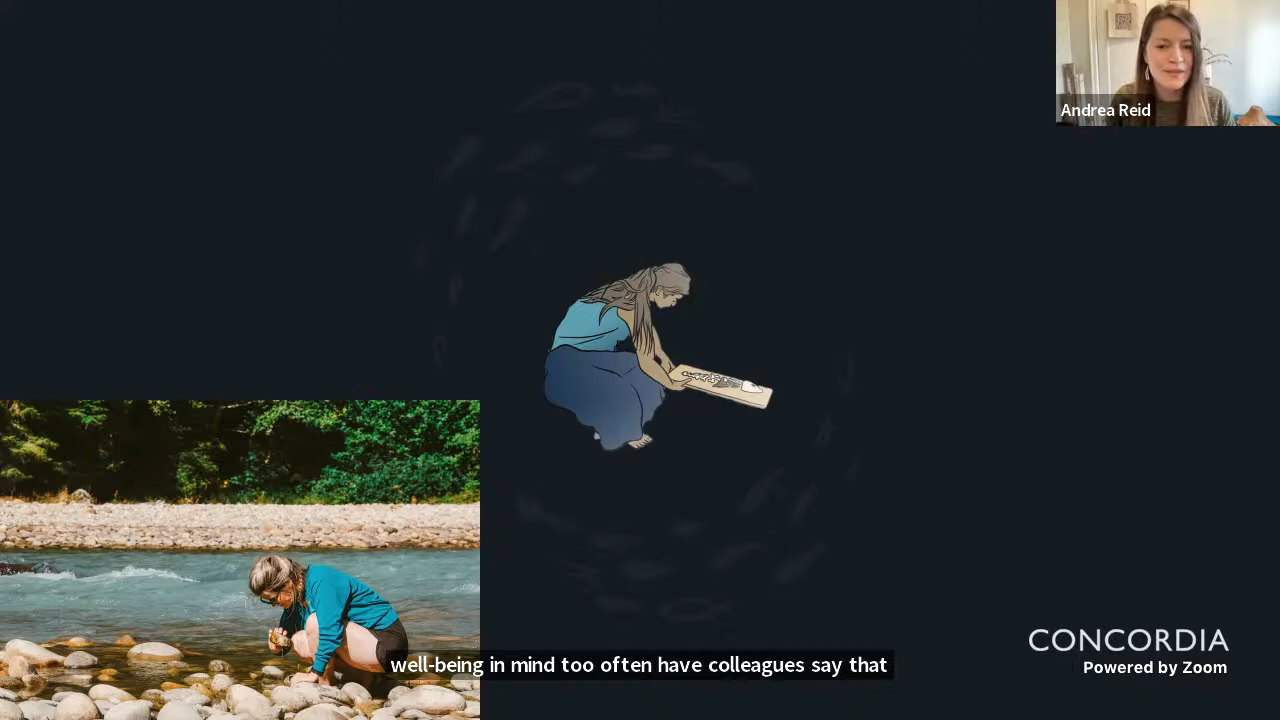 Andrea Reid
CONCORDIA
Powered by Zoom
well-being in mind too often have colleagues say that